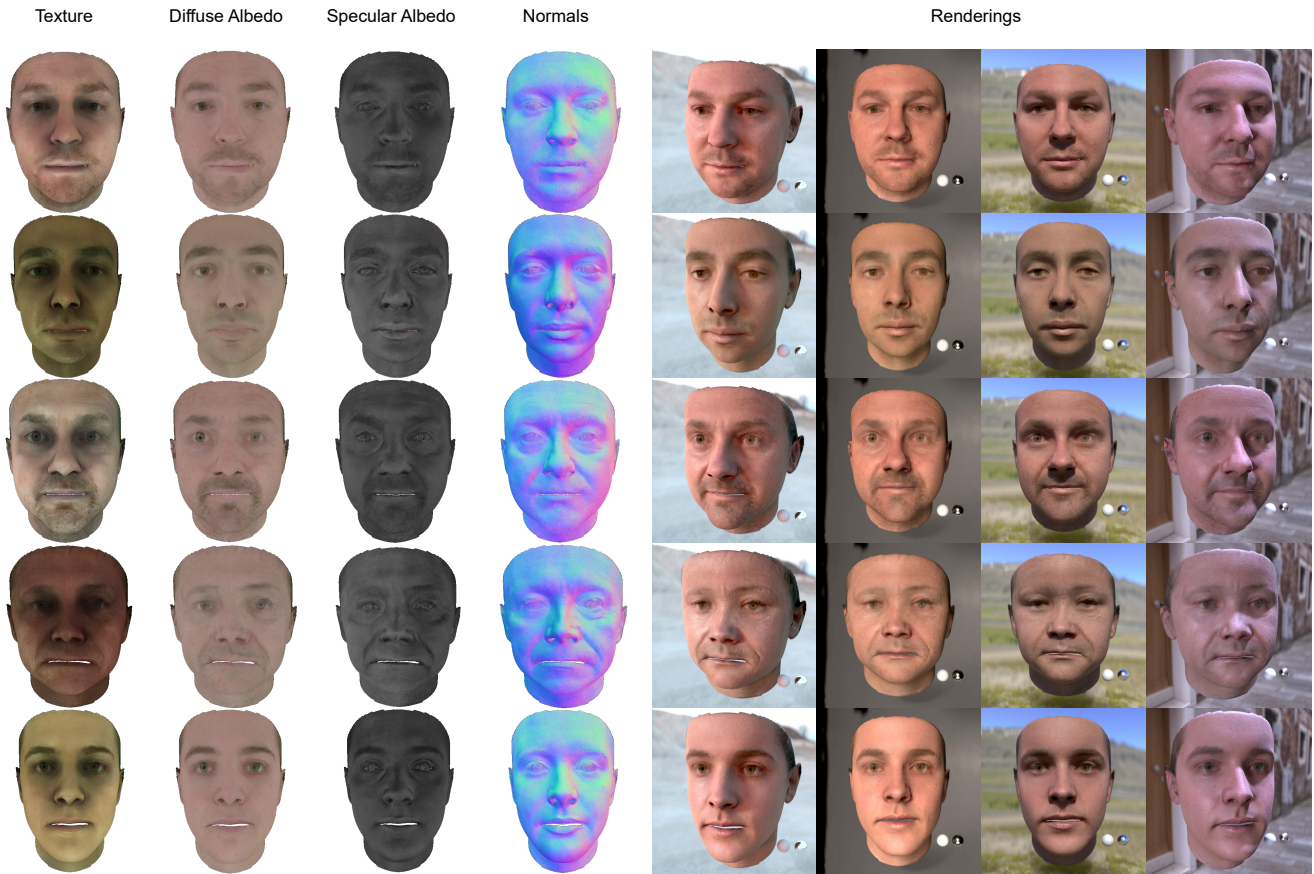 Texture
Diffuse Albedo
Specular Albedo
Normals
Renderings